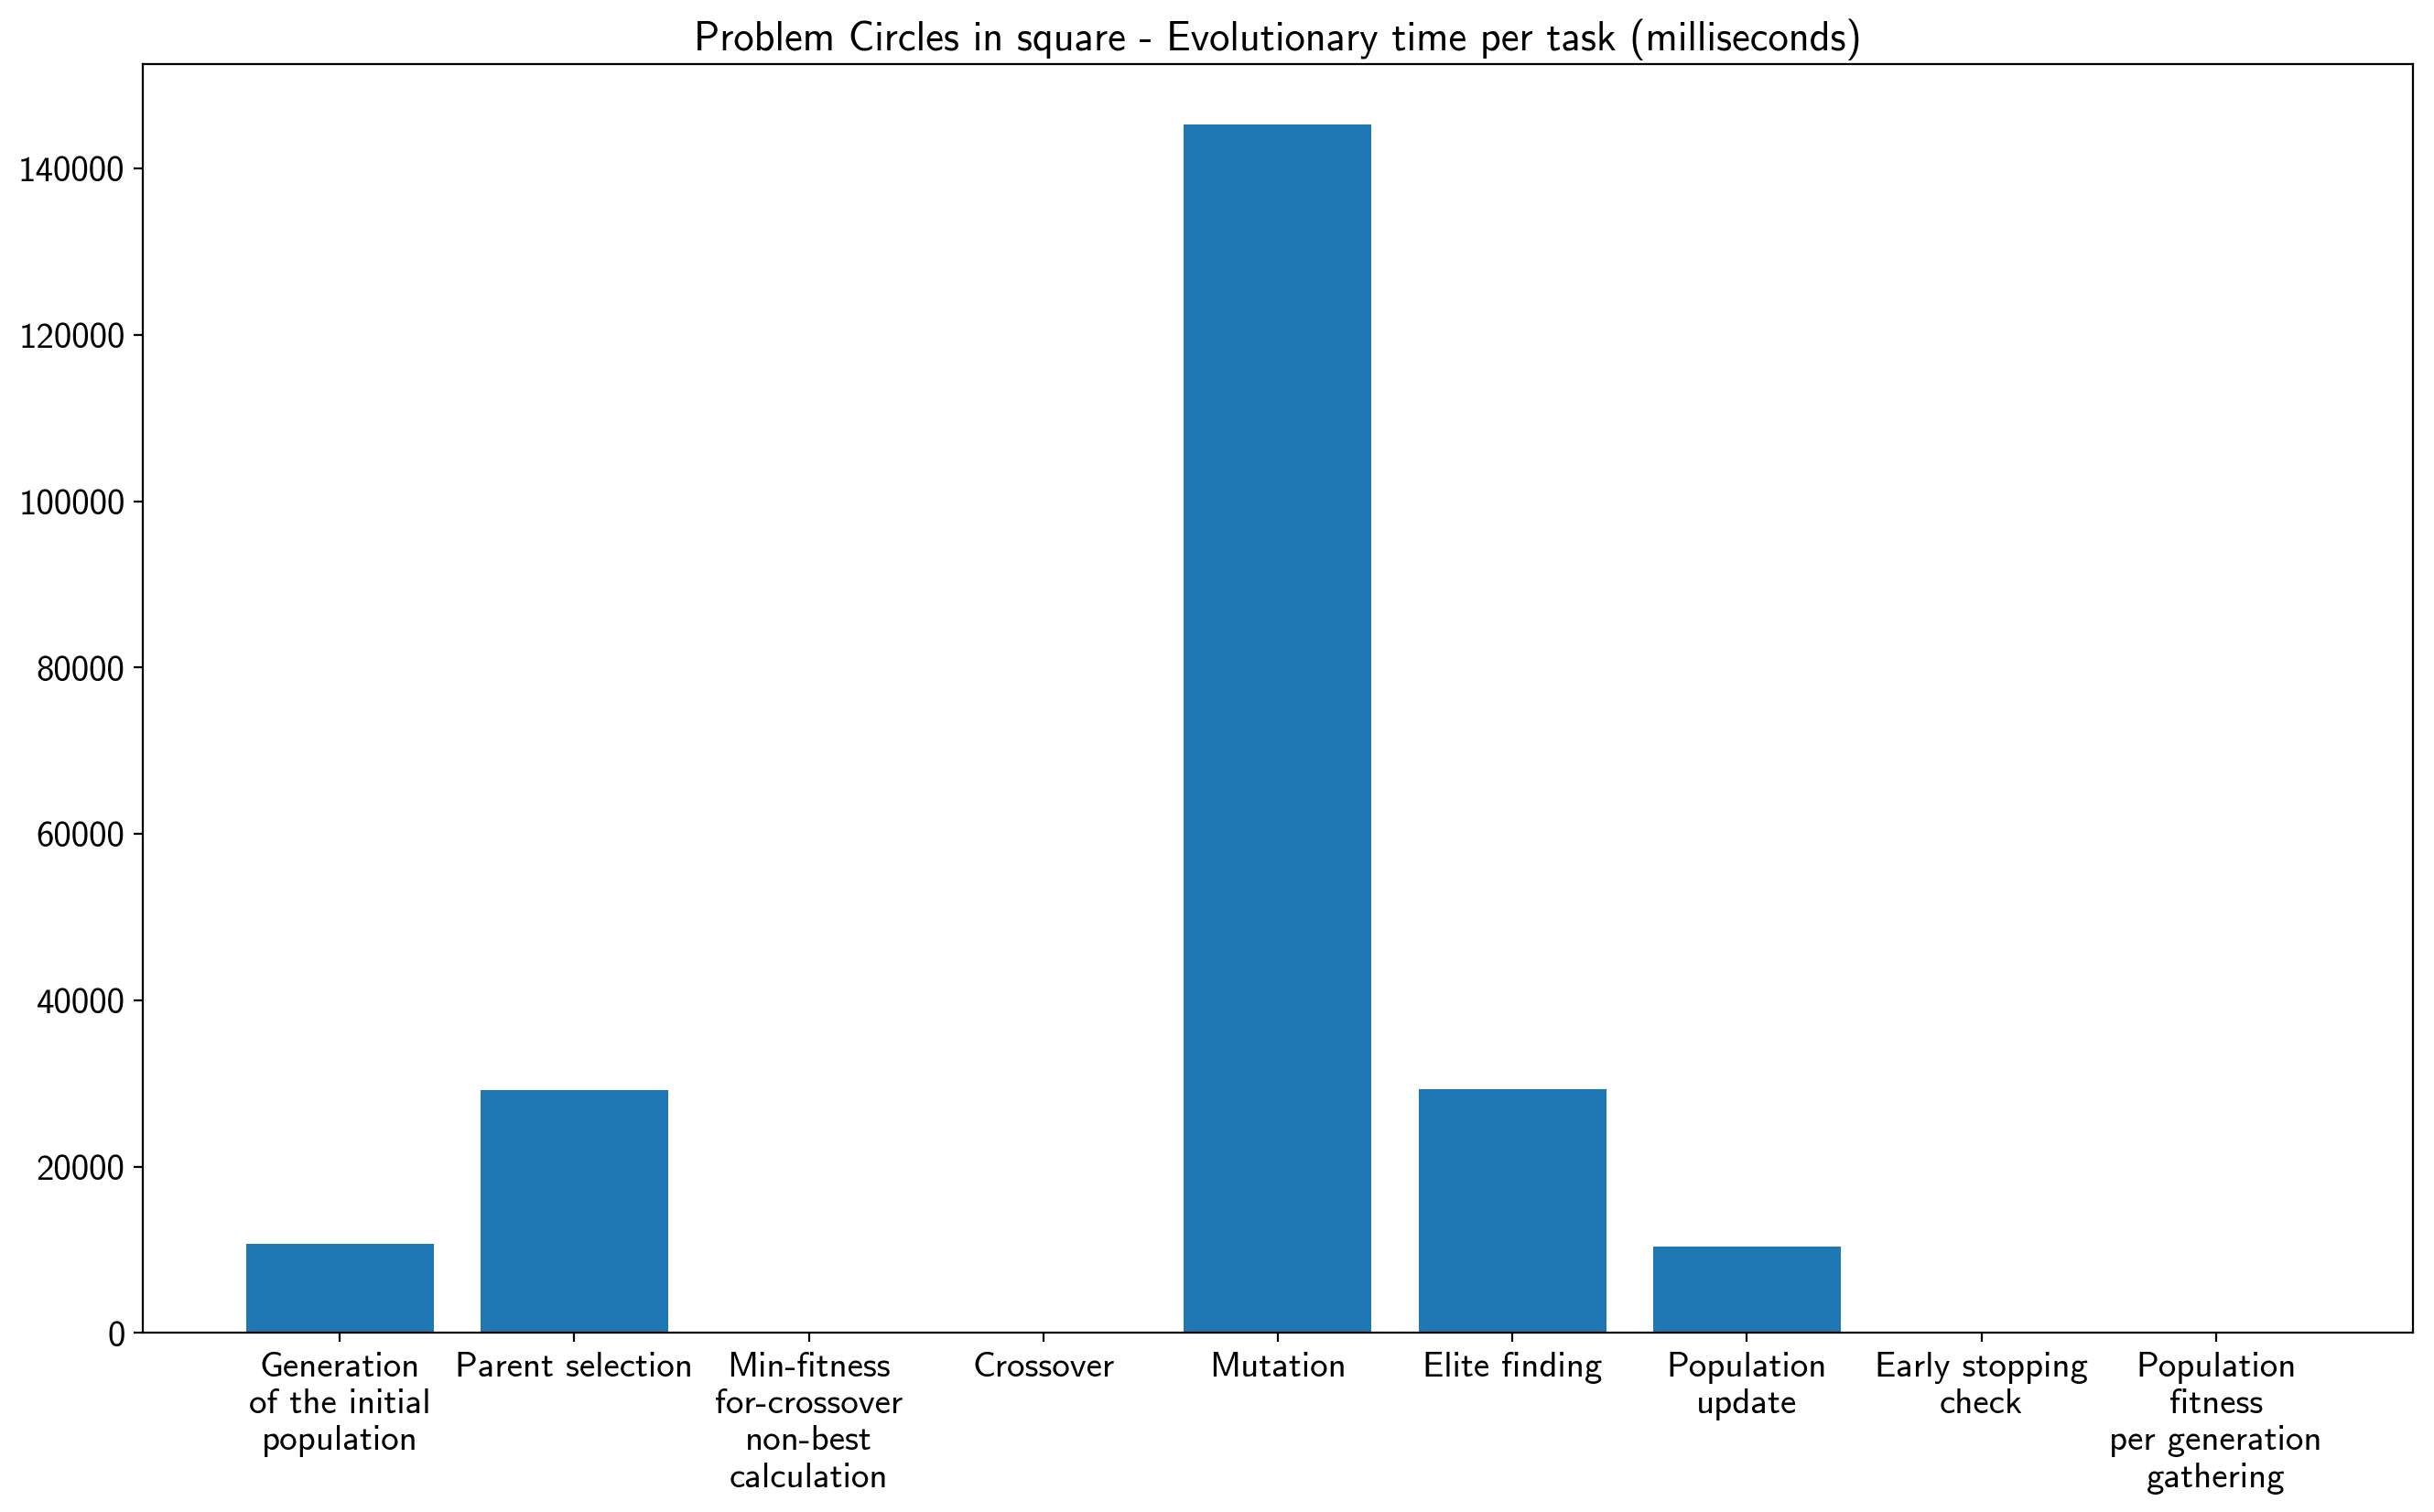 Problem Circles in square - Evolutionary time per task (milliseconds)
140000
120000
100000
80000
60000
40000
20000
0
Generation
of the initial
population
Parent selection
Min-fitness
for-crossover
non-best
calculation
Crossover
Mutation
Elite finding
Population
update
Early stopping
check
Population
fitness
per generation
gathering